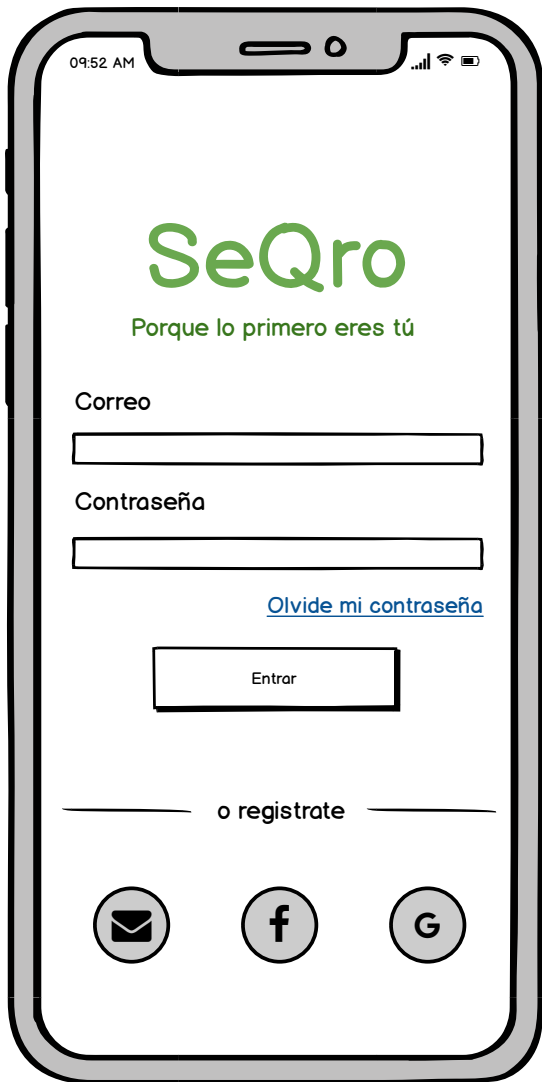 09:52 AM
SeQro
Porque lo primero eres tú
Correo
Contraseña
Olvide mi contraseña
Entrar
o registrate
f
G